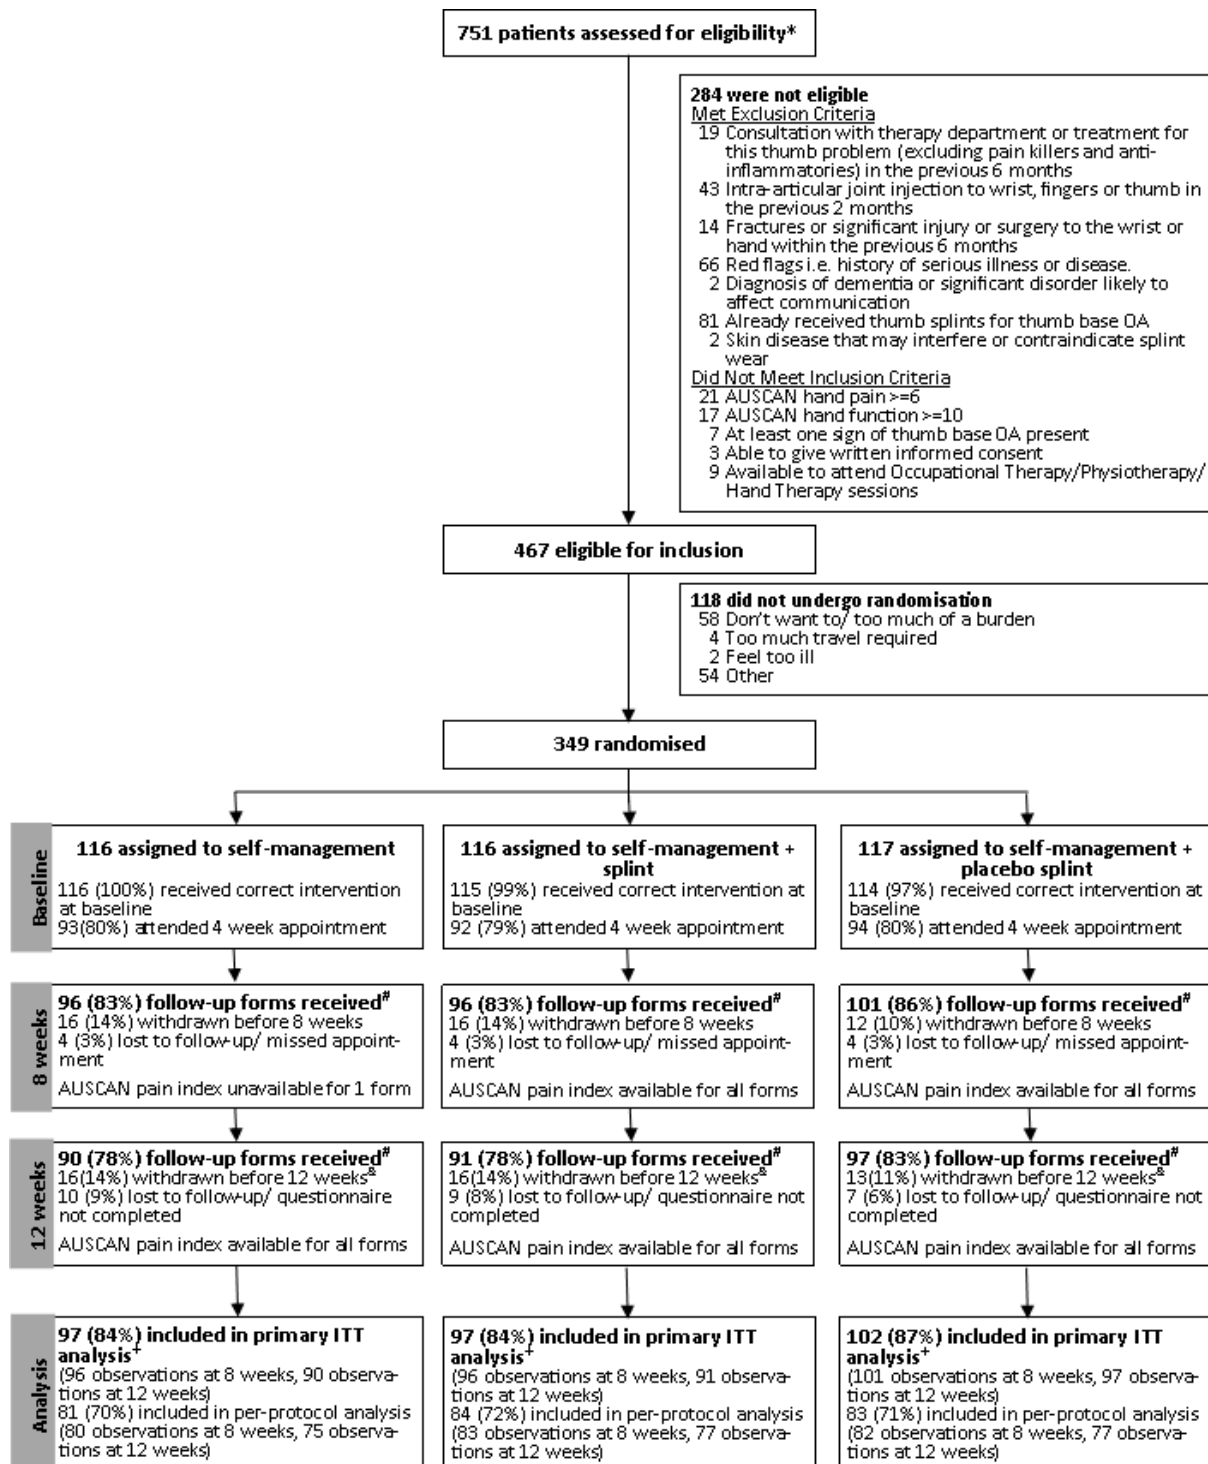 751 patients assessed for eligibility*
284 were not eligible
Met Exclusion Criteria
19 Consultation with therapy department or treatment for
this thumb problem (excluding pain killers and anti-
inflammatories) in the previous 6 months
43 Intra-articular joint injection to wrist, fingers or thumb in
the previous 2 months
14 Fractures or significant injury or surgery to the wrist or
hand within the previous 6 months
66 Red flags i.e. history of serious illness or disease.
2 Diagnosis of dementia or significant disorder likely to
affect communication
81 Already received thumb splints for thumb base OA
2 Skin disease that may interfere or contraindicate splint
wear
Did Not Meet Inclusion Criteria
21 AUSCAN hand pain >=6
17 AUSCAN hand function >=10
7 At least one sign of thumb base OA present
3 Able to give written informed consent
9 Available to attend Occupational Therapy/Physiotherapy/
Hand Therapy sessions
467 eligible for inclusion
118 did not undergo randomisation
58 Don't want to/ too much of a burden
4 Too much travel required
2 Feel too ill
54 Other
349 randomised
Baseline
116 assigned to self-management
116 (100%) received correct intervention
at baseline
93(80%) attended 4 week appointment
116 assigned to self-management +
splint
115 (99%) received correct intervention at
baseline
92 (79%) attended 4 week appointment
117 assigned to self-management +
placebo splint
114 (97%) received correct intervention at
baseline
94 (80%) attended 4 week appointment
8 weeks
96 (83%) follow-up forms received#
16 (14%) withdrawn before 8 weeks
4 (3%) lost to follow-up/ missed appoint-
ment
AUSCAN pain index unavailable for 1 form
96 (83%) follow-up forms received#
16 (14%) withdrawn before 8 weeks
4 (3%) lost to follow-up/ missed appoint-
ment
AUSCAN pain index available for all forms
101 (86%) follow-up forms received#
12 (10%) withdrawn before 8 weeks
4 (3%) lost to follow-up/ missed appoint-
ment
AUSCAN pain index available for all forms
12 weeks
90 (78%) follow-up forms received#
16(14%) withdrawn before 12 weeks&
10 (9%) lost to follow-up/ questionnaire
not completed
AUSCAN pain index available for all forms
91 (78%) follow-up forms received#
16(14%) withdrawn before 12 weeks&
9 (8%) lost to follow-up/ questionnaire not
completed
AUSCAN pain index available for all forms
97 (83%) follow-up forms received#
13(11%) withdrawn before 12 weeks&
7 (6%) lost to follow-up/ questionnaire not
completed
AUSCAN pain index available for all forms
Analysis
97 (84%) included in primary ITT
analysis+
(96 observations at 8 weeks, 90 observa-
tions at 12 weeks)
81 (70%) included in per-protocol analysis
(80 observations at 8 weeks, 75 observa-
tions at 12 weeks)
97 (84%) included in primary ITT
analysis+
(96 observations at 8 weeks, 91 observa-
tions at 12 weeks)
84 (72%) included in per-protocol analysis
(83 observations at 8 weeks, 77 observa-
tions at 12 weeks)
102 (87%) included in primary ITT
analysis+
(101 observations at 8 weeks, 97 observa-
tions at 12 weeks)
83 (71%) included in per-protocol analysis
(82 observations at 8 weeks, 77 observa-
tions at 12 weeks)